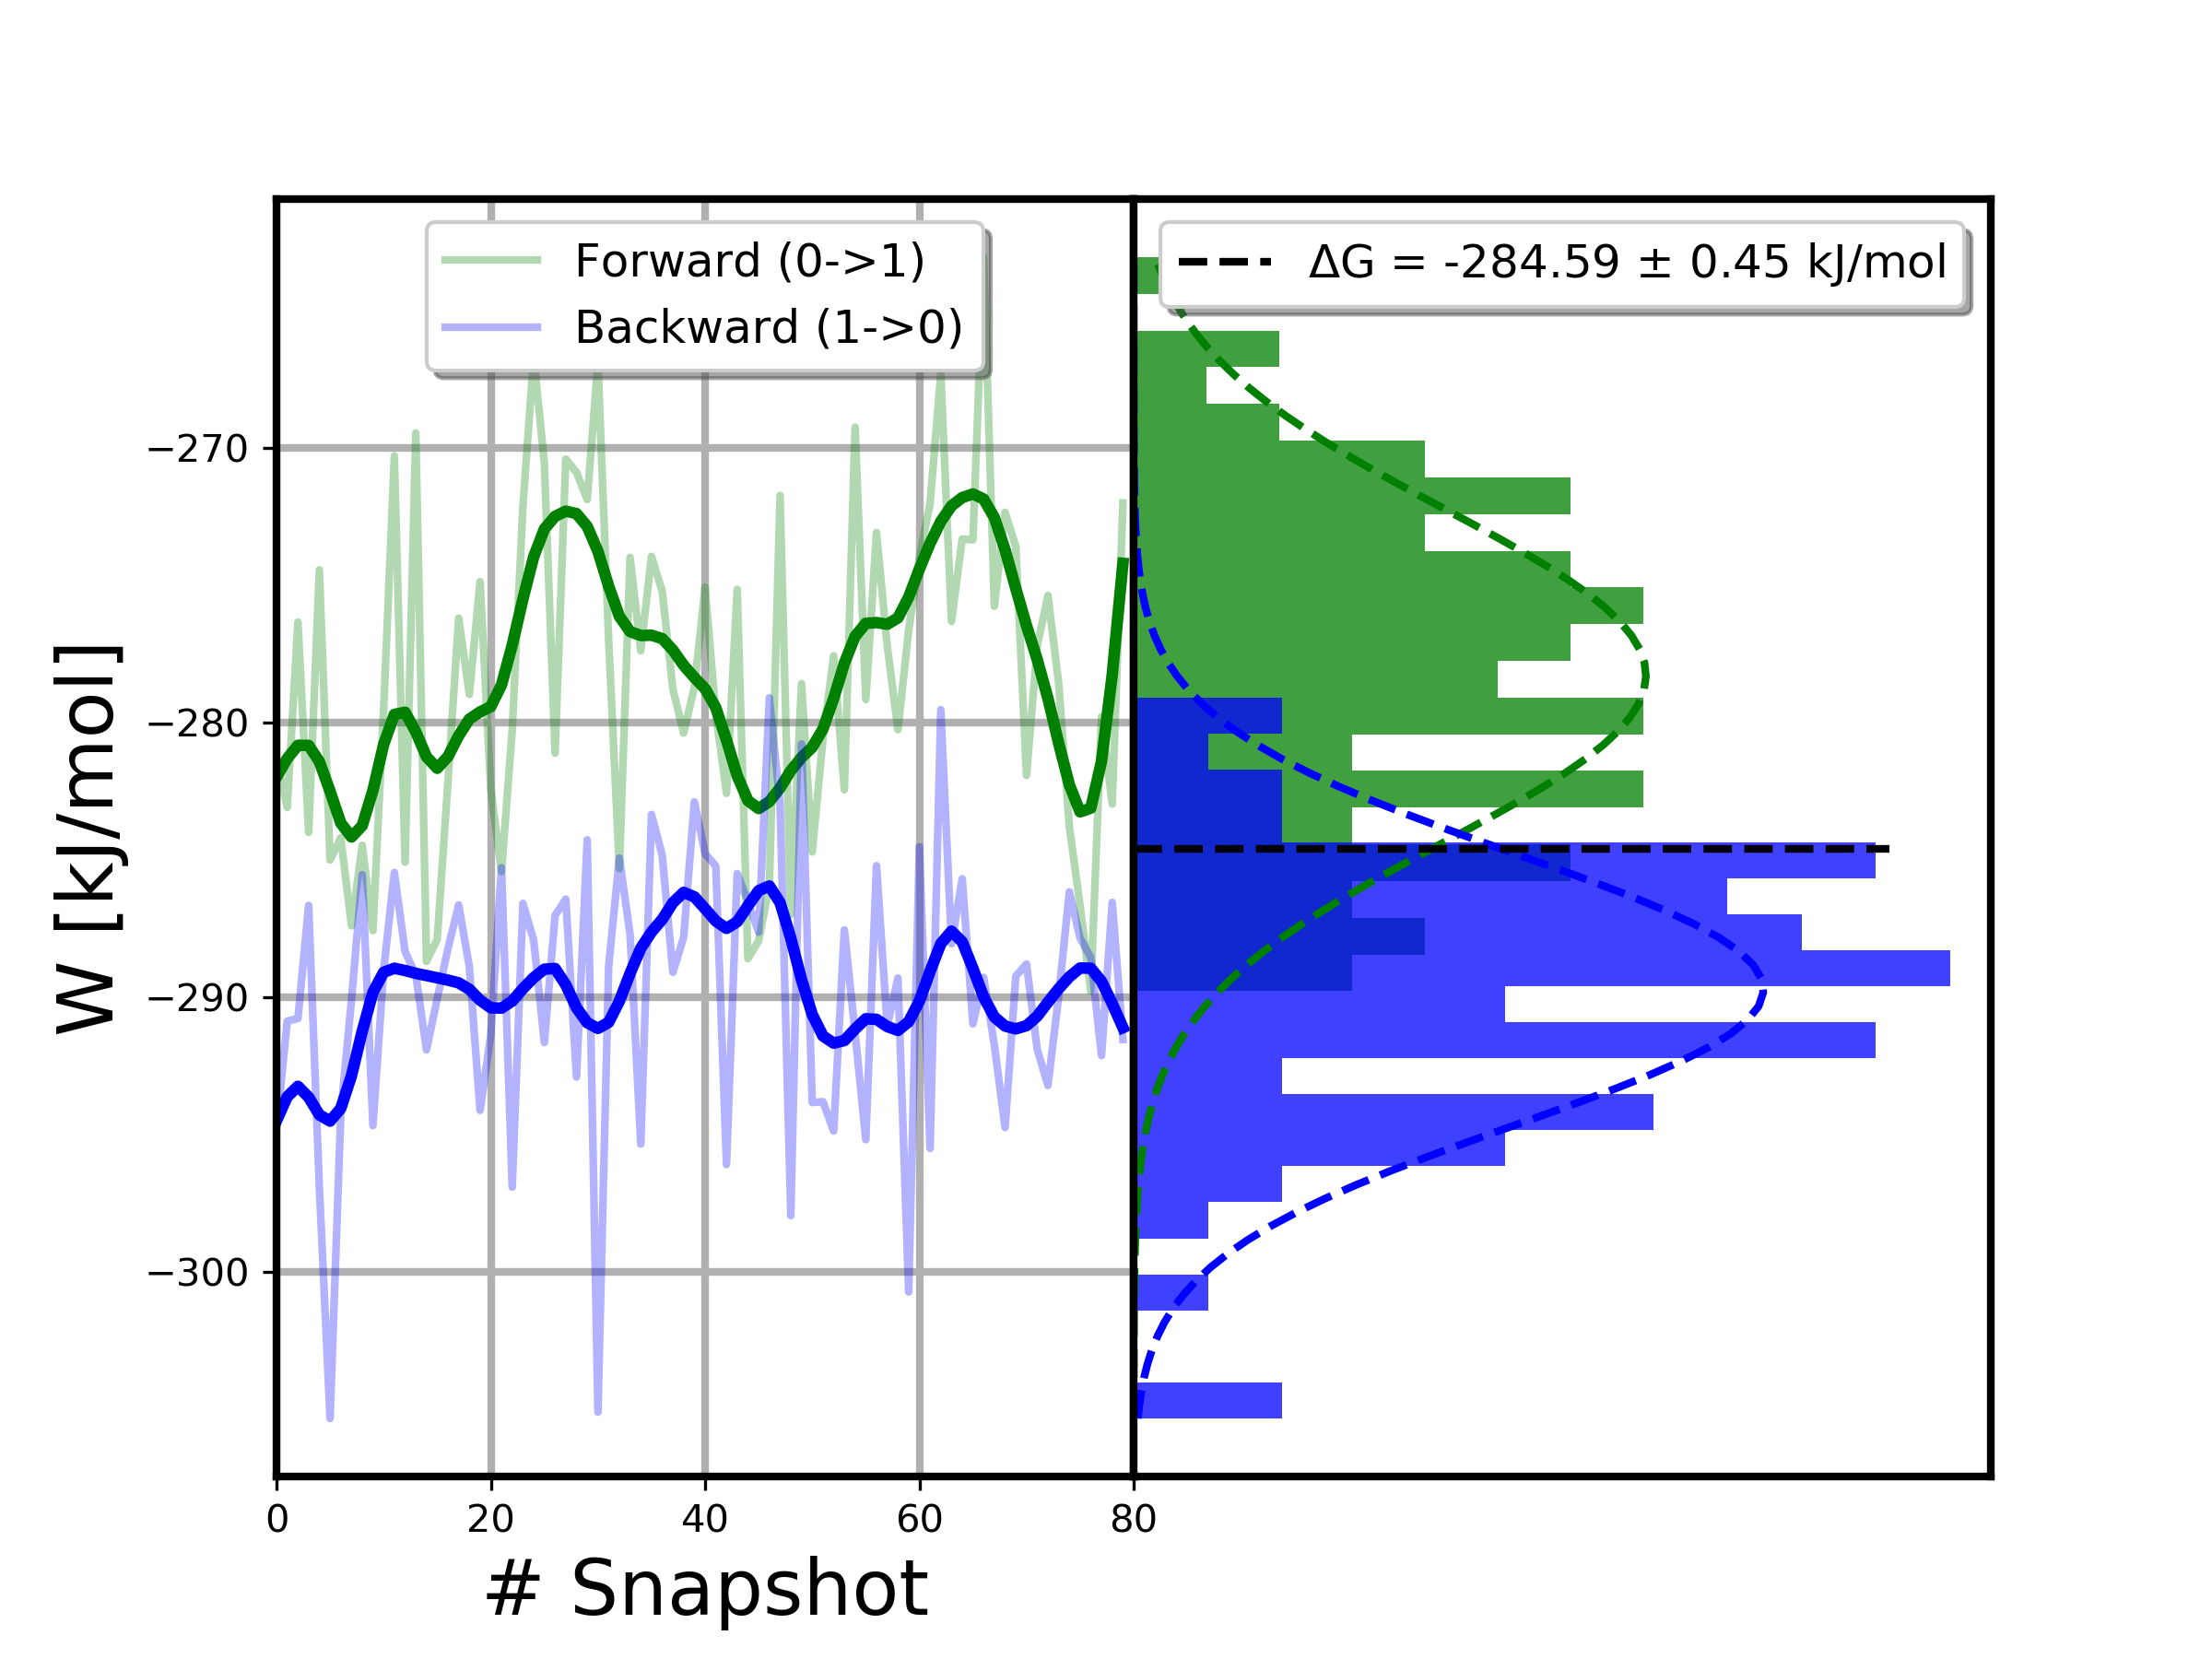 Forward (0->1)
Backward (1->0)
ΔG = -284.59 ± 0.45 kJ/mol
W [kJ/mol]
−270
−280
−290
−300
0 20 40 60 80
# Snapshot